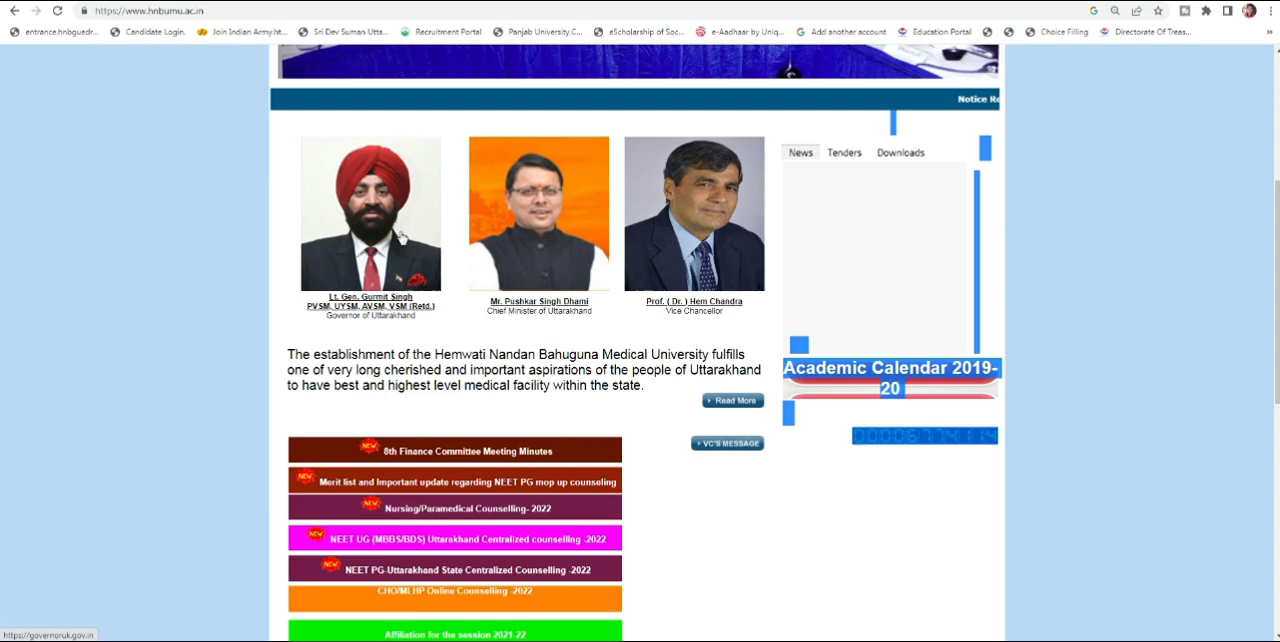 https://www.hnbumu.ac.in
entrance.hnbguedr...
Candidate Login.
Join Indian Army.ht...
Sri Dev Suman Utta...
Recruitment Portal
Panjab University,C...
eScholarship of Soc...
e-Aadhaar by Uniq...
Add another account
Education Portal
Choice Filling
Directorate Of Treas...
»
Notice Re
News
Tenders
Downloads
Lt. Gen. Gurmit Singh
PVSM, UYSM, AVSM, VSM (Retd.)
Governor of Uttarakhand
Mr. Pushkar Singh Dhami
Chief Minister of Uttarakhand
Prof. ( Dr. ) Hem Chandra
Vice Chancellor
The establishment of the Hemwati Nandan Bahuguna Medical University fulfills
one of very long cherished and important aspirations of the people of Uttarakhand
to have best and highest level medical facility within the state.
Read More
VC'S MESSAGE
Academic Calendar 2019-
20
NEW 8th Finance Committee Meeting Minutes
NEW Merit list and Important update regarding NEET PG mop up counseling
NEW Nursing/Paramedical Counselling- 2022
NEW NEET UG (MBBS/BDS) Uttarakhand Centralized counselling -2022
NEW NEET PG-Uttarakhand State Centralized Counselling -2022
CHO/MLHP Online Counselling -2022
Affiliation for the session 2021-22
https://governoruk.gov.in